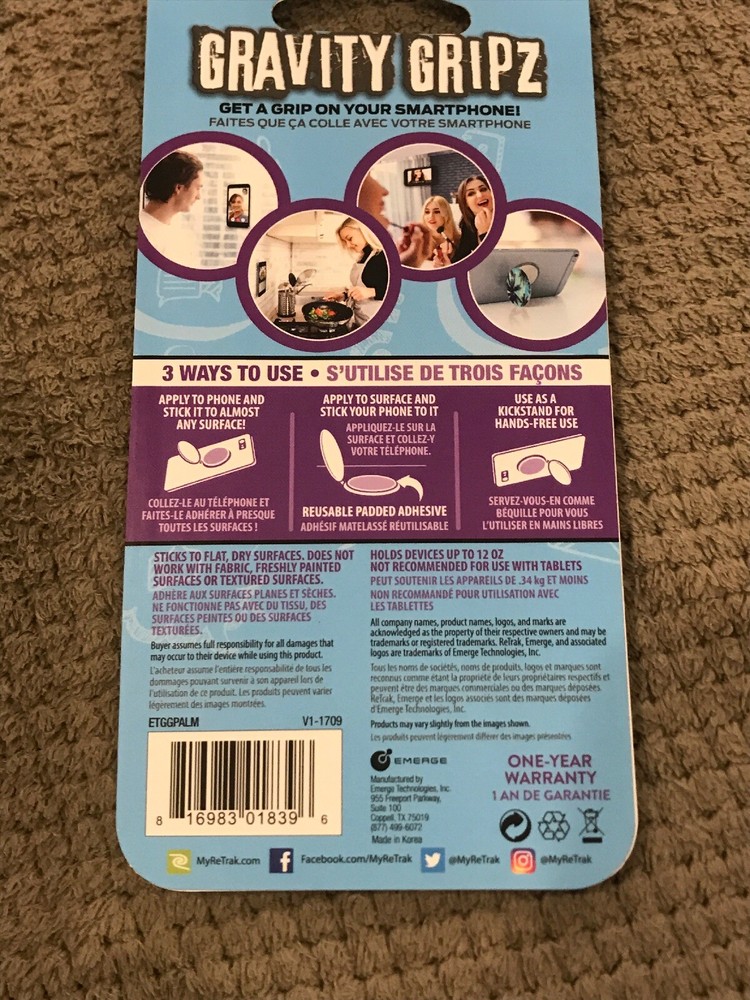 GRAVITY GRIPZ
GET A GRIP ON YOUR SMARTPHONE!
FAITES QUE ÇA COLLE AVEC VOTRE SMARTPHONE
3 WAYS TO USE • S'UTILISE DE TROIS FAÇONS
APPLY TO PHONE AND
STICK IT TO ALMOST
ANY SURFACE!
COLLEZ-LE AU TÉLÉPHONE ET
FAITES-LE ADHÉRER À PRESQUE
TOUTES LES SURFACES !
APPLY TO SURFACE AND
STICK YOUR PHONE TO IT
APPLIQUEZ-LE SUR LA
SURFACE ET COLLEZ-Y
VOTRE TÉLÉPHONE.
REUSABLE PADDED ADHESIVE
ADHÉSIF MATELASSÉ RÉUTILISABLE
USE AS A
KICKSTAND FOR
HANDS-FREE USE
SERVEZ-VOUS-EN COMME
BÉQUILLE POUR VOUS
L'UTILISER EN MAINS LIBRES
STICKS TO FLAT, DRY SURFACES. DOES NOT
WORK WITH FABRIC, FRESHLY PAINTED
SURFACES OR TEXTURED SURFACES.
ADHÈRE AUX SURFACES PLANES ET SÈCHES.
NE FONCTIONNE PAS AVEC DU TISSU, DES
SURFACES PEINTES OU DES SURFACES
TEXTURÉES.
Buyer assumes full responsibility for all damages that
may occur to their device while using this product.
L'acheteur assume l'entière responsabilité de tous les
dommages pouvant survenir à son appareil lors de
l'utilisation de ce produit. Les produits peuvent varier
légèrement des images montrées.
ETGGPALM V1-1709
8 16983 01839 6
HOLDS DEVICES UP TO 12 OZ
NOT RECOMMENDED FOR USE WITH TABLETS
PEUT SOUTENIR LES APPAREILS DE .34 kg ET MOINS
NON RECOMMANDÉ POUR UTILISATION AVEC
LES TABLETTES
All company names, product names, logos, and marks are
acknowledged as the property of their respective owners and may be
trademarks or registered trademarks. ReTrak, Emerge, and associated
logos are trademarks of Emerge Technologies, Inc.
Tous les noms de sociétés, noms de produits, logos et marques sont
reconnus comme étant la propriété de leurs propriétaires respectifs et
peuvent être des marques commerciales ou des marques déposées.
ReTrak, Emerge et les logos associés sont des marques déposées
d'Emerge Technologies, Inc.
Products may vary slightly from the images shown.
Les produits peuvent légèrement différer des images présentées
EMERGE
Manufactured by
Emerge Technologies, Inc.
955 Freeport Parkway,
Suite 100
Coppell, TX 75019
(877) 499-6072
Made in Korea
ONE-YEAR
WARRANTY
1 AN DE GARANTIE
MyReTrak.com Facebook.com/MyReTrak @MyReTrak @MyReTrak